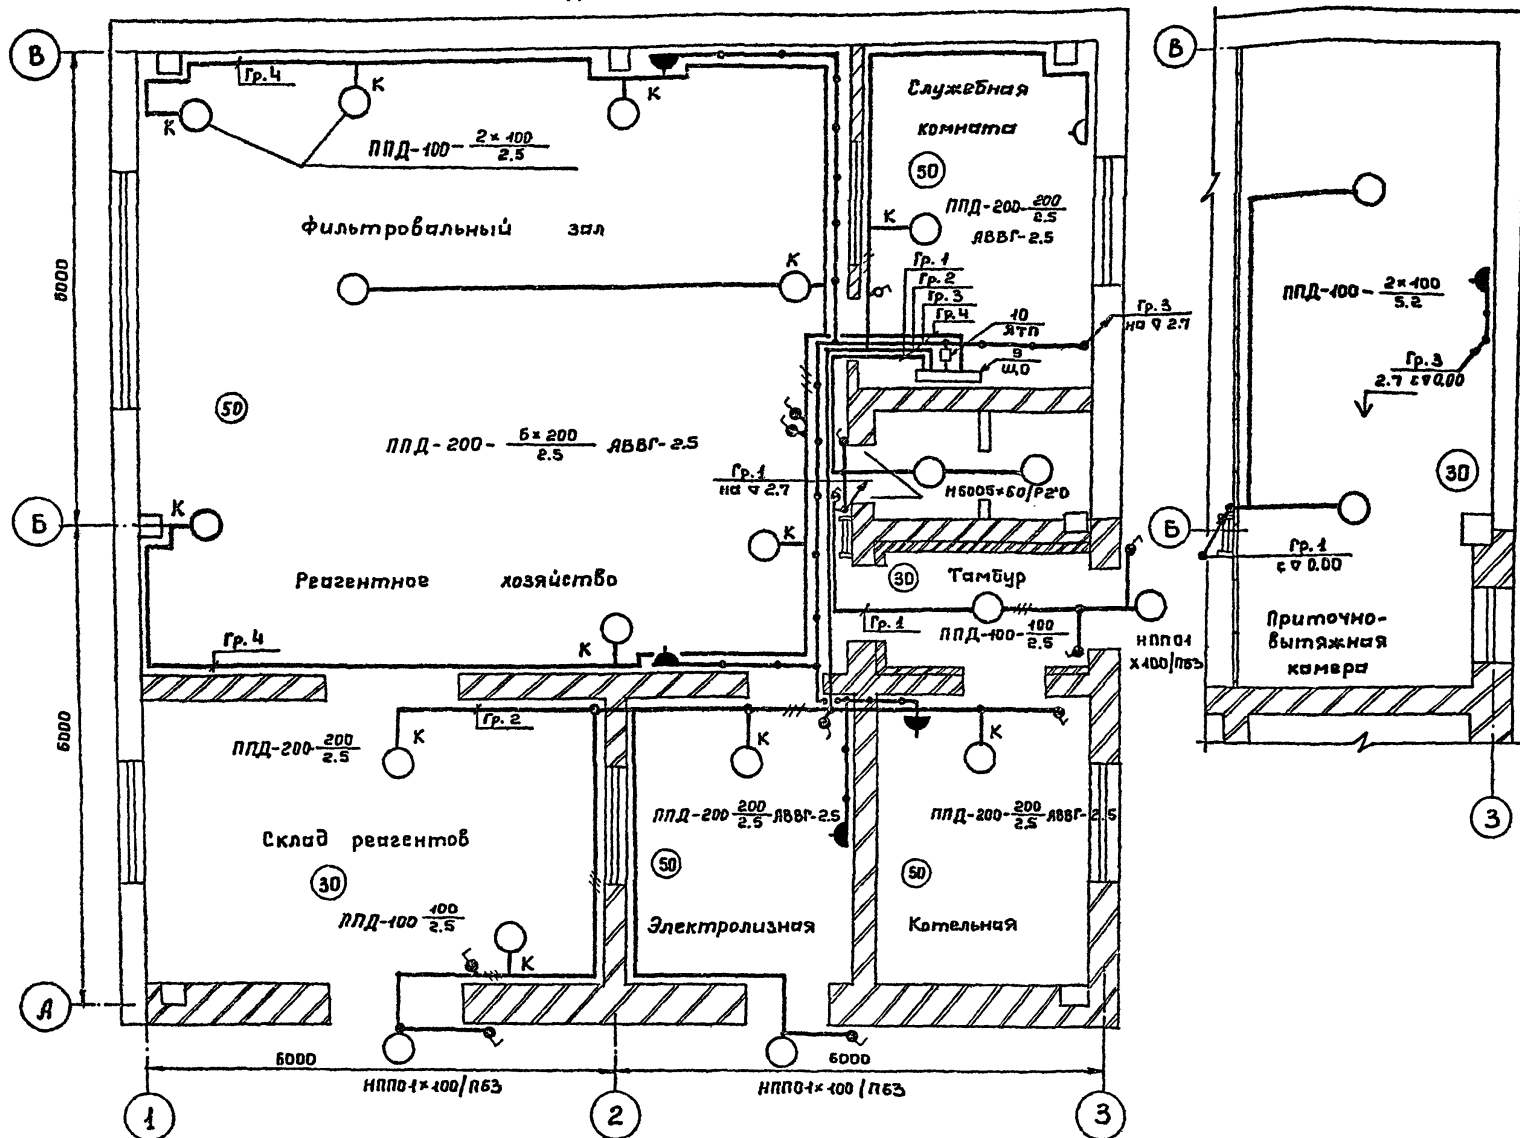 В
Гр.4
К
К
К
ППД-100- 2×100/2.5
Фильтровальный зал
К
50
ППД-200- 6×200/2.5 АВВГ-2.5
6000
Б
К
К
Реагентное хозяйство
К
Гр.4
Служебная
комната
50
ППД-200- 200/2.5
АВВГ-2.5
К
Гр.1
Гр.2
Гр.3
Гр.4
10
ЯТП
9
ЩО
Гр.3
на ▽ 2.7
Гр.1
на ▽ 2.7
30
Тамбур
Гр.1
ППД-100- 100/2.5
НПП01
×100/П53
6000
Гр.2
К
ППД-200- 200/2.5
Склад реагентов
30
ППД-100 100/2.5
К
К
ППД-200 200/2.5 -АВВГ-2.5
50
Электролизная
К
ППД-200- 200/2.5 -АВВГ-2.5
50
Котельная
А
6000
6000
НПП01×100/П53
НПП01×100/П53
1
2
3
В
ППД-100- 2×100/5.2
Гр.3
2.7 с ▽ 0.00
30
Б
Гр.1
с ▽ 0.00
Приточно-
вытяжная
камера
3